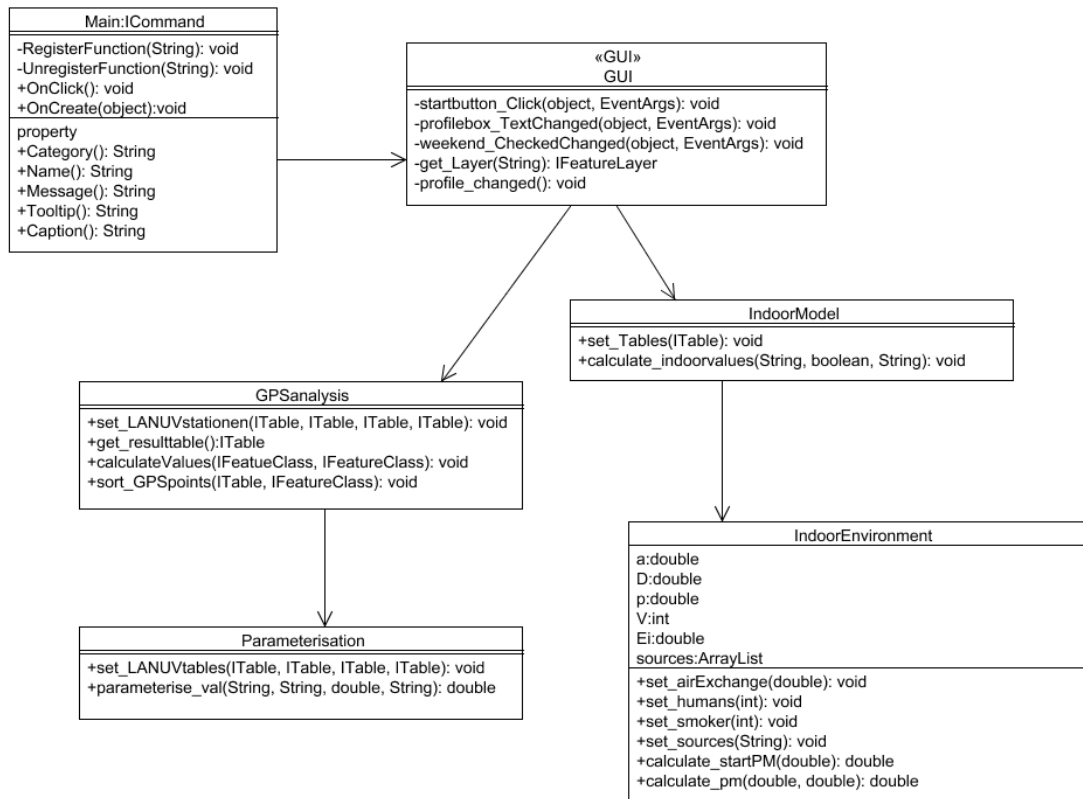 Main:ICommand
-RegisterFunction(String): void
-UnregisterFunction(String): void
+OnClick(): void
+OnCreate(object):void
property
+Category(): String
+Name(): String
+Message(): String
+Tooltip(): String
+Caption(): String
«GUI»
GUI
-startbutton_Click(object, EventArgs): void
-profilebox_TextChanged(object, EventArgs): void
-weekend_CheckedChanged(object, EventArgs): void
-get_Layer(String): IFeatureLayer
-profile_changed(): void
IndoorModel
+set_Tables(ITable): void
+calculate_indoorvalues(String, boolean, String): void
GPSanalysis
+set_LANUVstationen(ITable, ITable, ITable, ITable): void
+get_resulttable():ITable
+calculateValues(IFeatueClass, IFeatureClass): void
+sort_GPSpoints(ITable, IFeatureClass): void
IndoorEnvironment
a:double
D:double
p:double
V:int
Ei:double
sources:ArrayList
+set_airExchange(double): void
+set_humans(int): void
+set_smoker(int): void
+set_sources(String): void
+calculate_startPM(double): double
+calculate_pm(double, double): double
Parameterisation
+set_LANUVtables(ITable, ITable, ITable, ITable): void
+parameterise_val(String, String, double, String): double